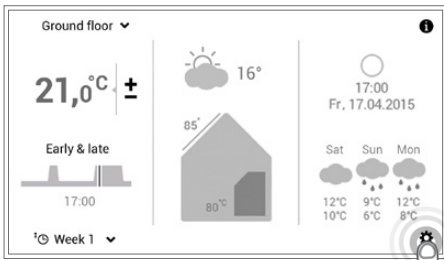 Ground floor
21,0°C ±
Early & late
17:00
1 Week 1
16°
85°
80°C
17:00
Fr, 17.04.2015
Sat Sun Mon
12°C 9°C 12°C
10°C 6°C 8°C